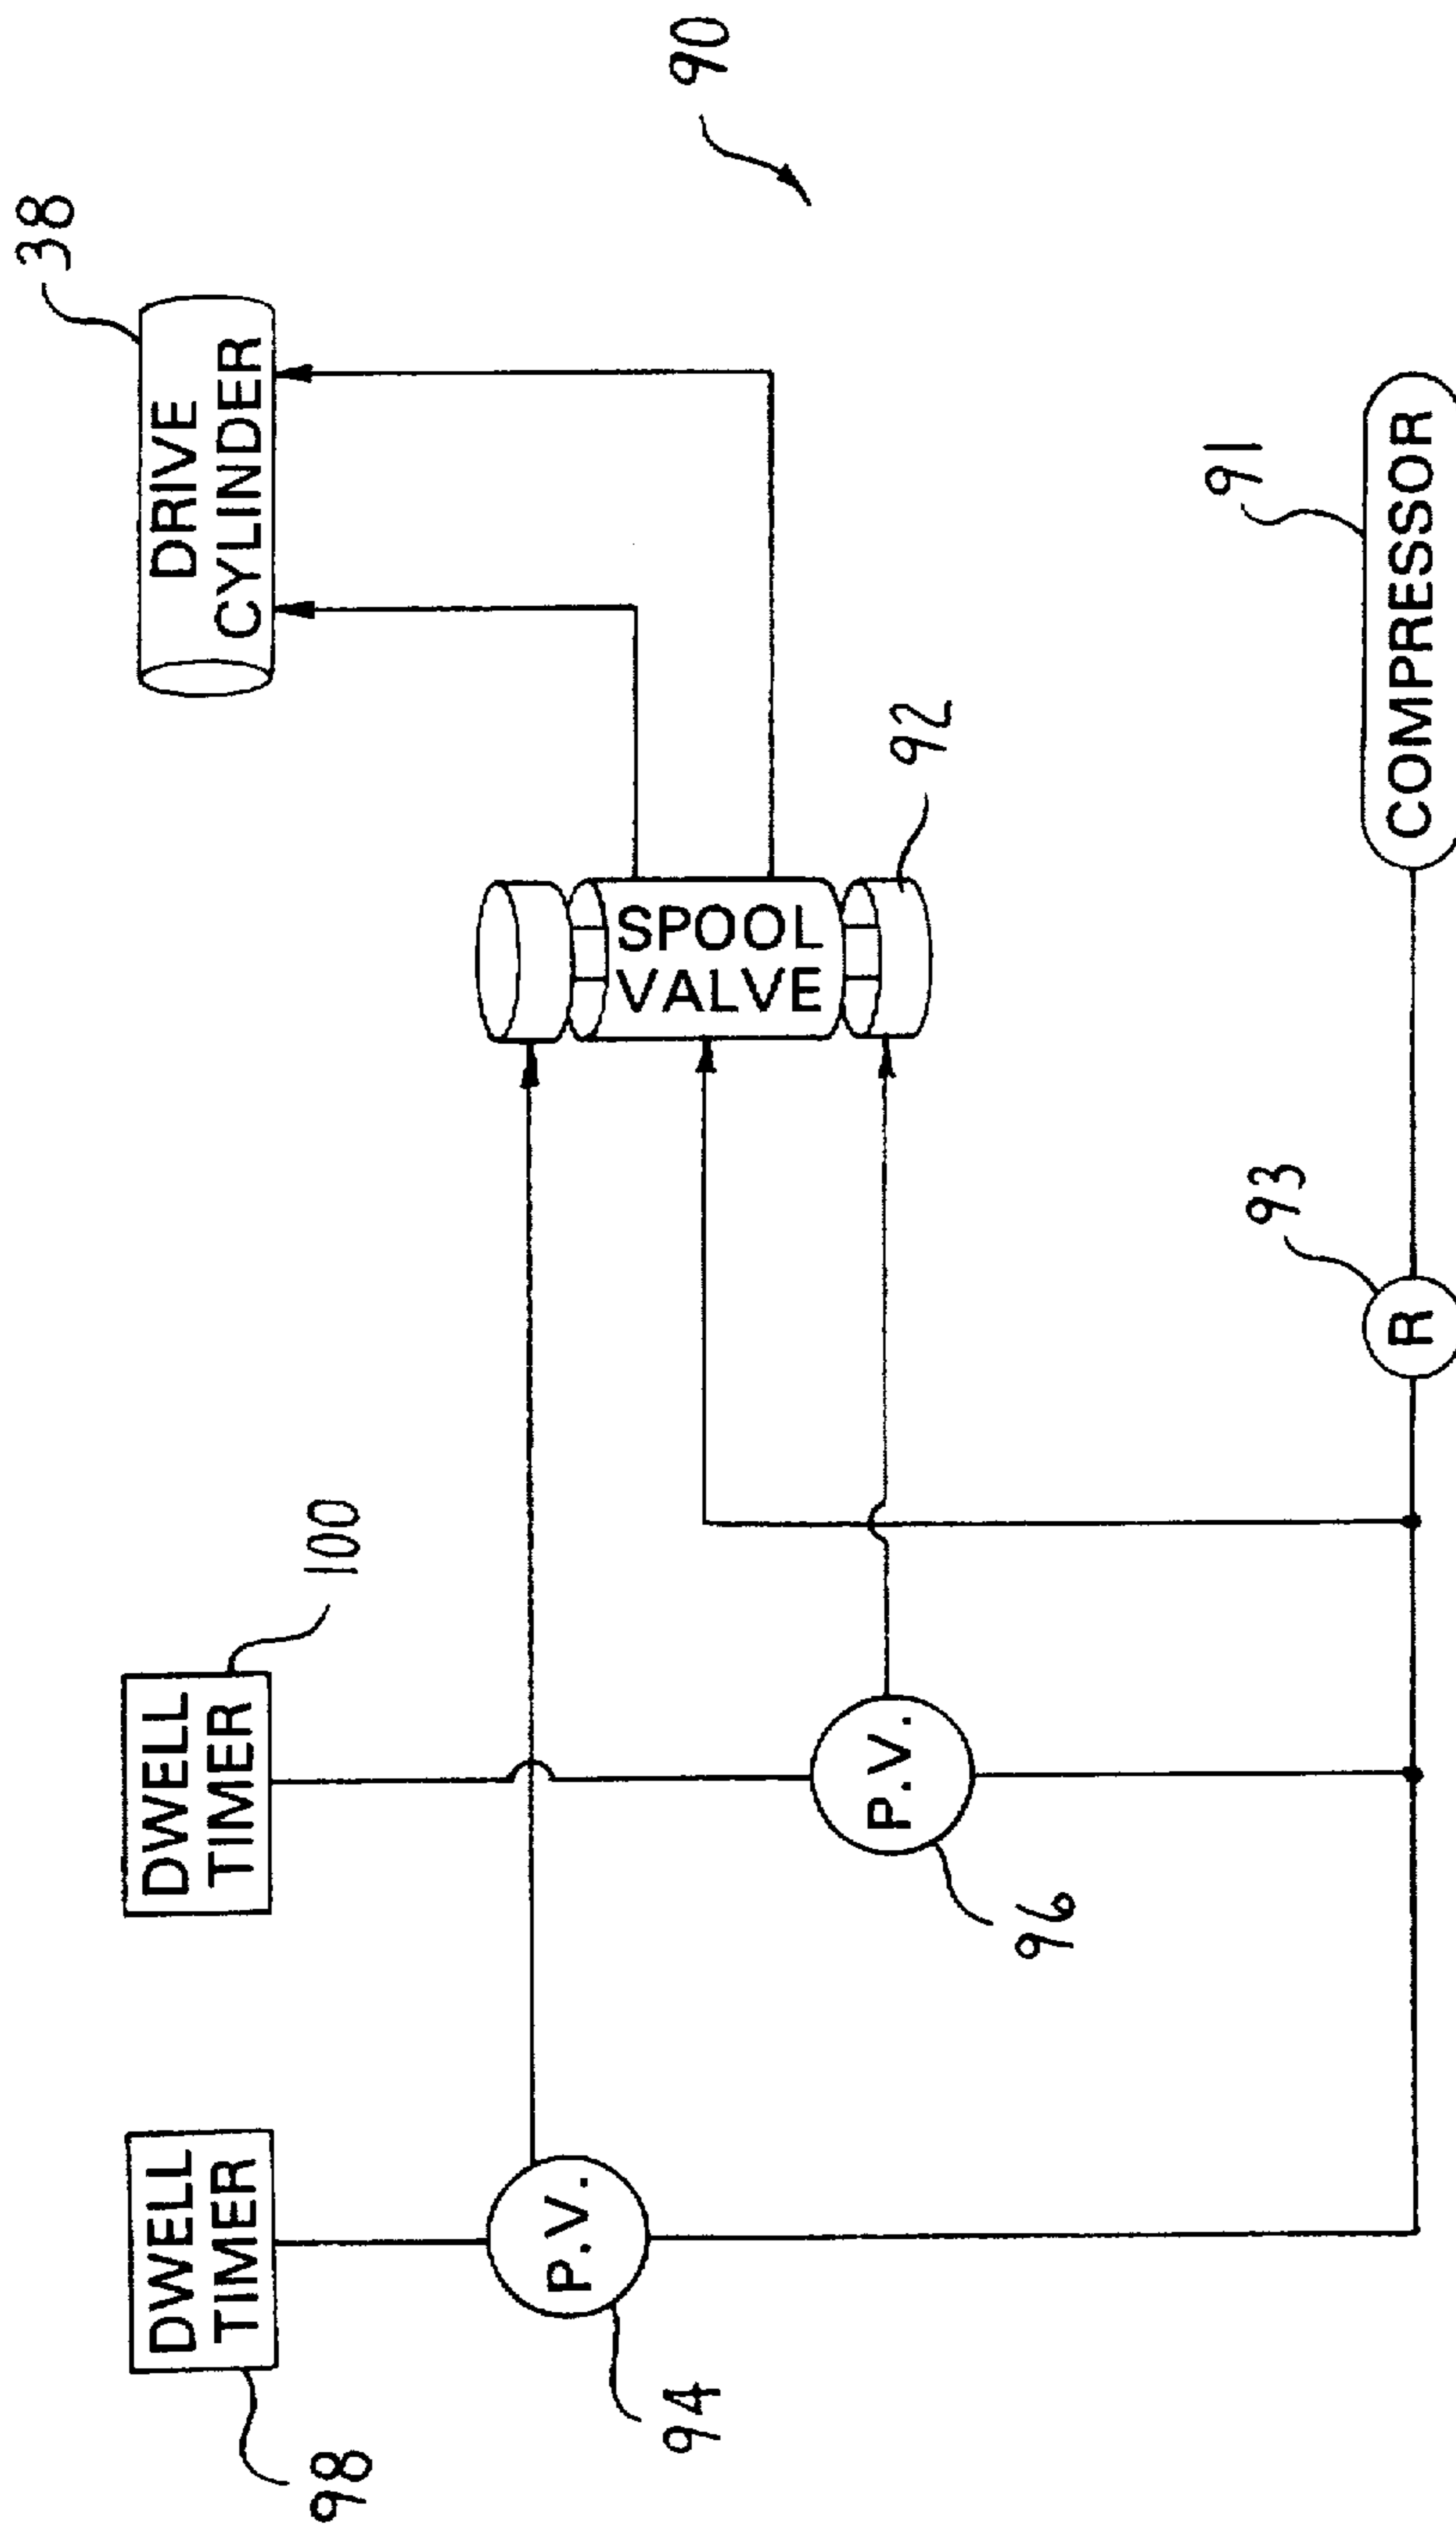 98
DWELL
TIMER
DWELL
TIMER
100
38
DRIVE
CYLINDER
90
94
P.V.
P.V.
96
SPOOL
VALVE
92
93
R
91
COMPRESSOR